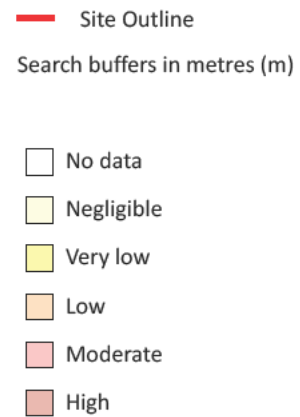 Site Outline
Search buffers in metres (m)
No data
Negligible
Very low
Low
Moderate
High